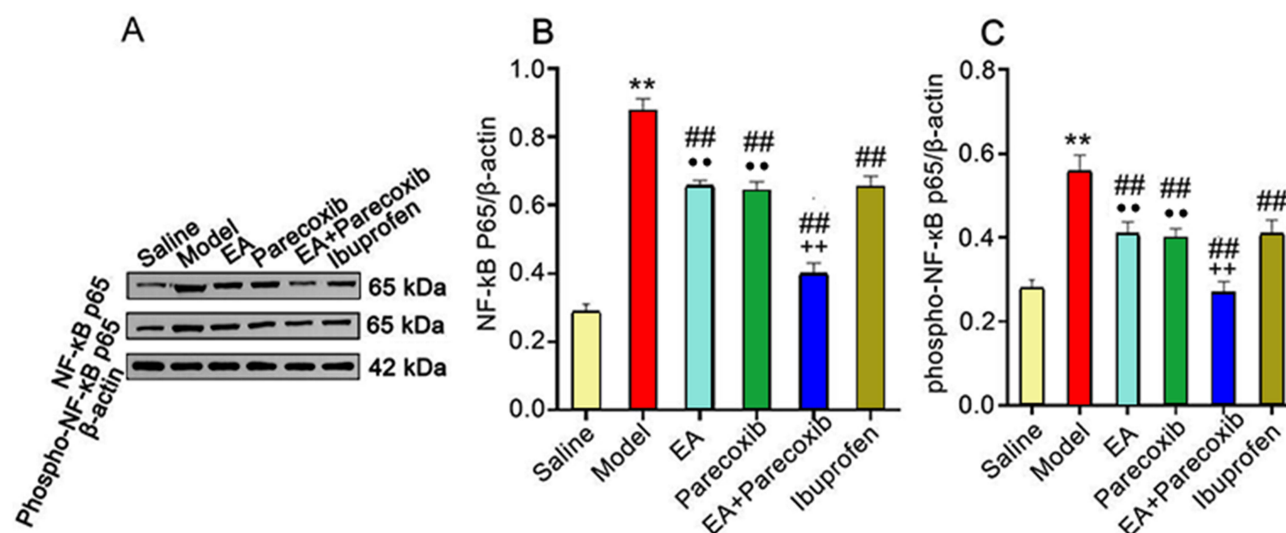 A
Saline
Model
EA
Parecoxib
EA+Parecoxib
Ibuprofen
NF-κB p65
65 kDa
Phospho-NF-κB p65
65 kDa
β-actin
42 kDa
B
NF-kB P65/β-actin
1.0
0.8
0.6
0.4
0.2
0.0
**
##
••
##
••
##
++
##
Saline
Model
EA
Parecoxib
EA+Parecoxib
Ibuprofen
C
phospho-NF-κB p65/β-actin
0.8
0.6
0.4
0.2
0.0
**
##
••
##
••
##
++
##
Saline
Model
EA
Parecoxib
EA+Parecoxib
Ibuprofen